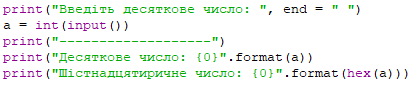 print("Введіть десяткове число: ", end = " ")
a = int(input())
print("--------------------")
print("Десяткове число: {0}".format(a))
print("Шістнадцятиричне число: {0}".format(hex(a)))